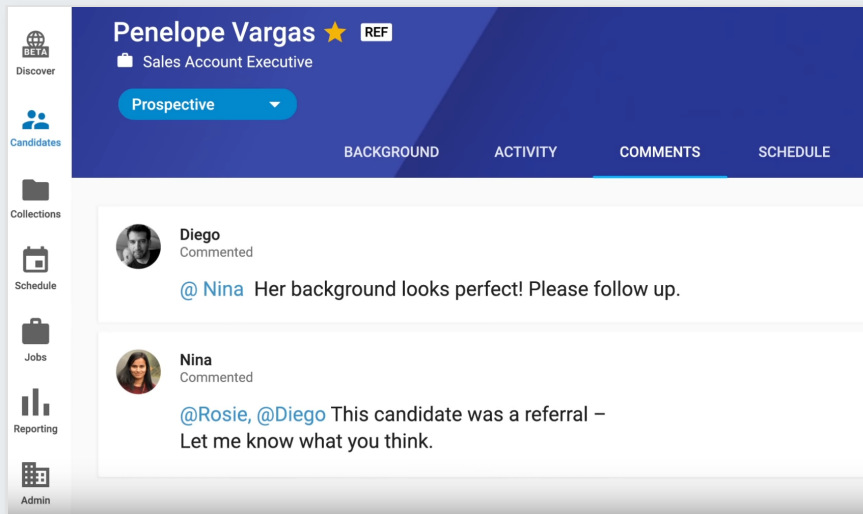 Penelope Vargas REF
Sales Account Executive
Prospective
BACKGROUND ACTIVITY COMMENTS SCHEDULE
BETA
Discover
Candidates
Collections
Schedule
Jobs
Reporting
Admin
Diego
Commented
@ Nina Her background looks perfect! Please follow up.
Nina
Commented
@Rosie, @Diego This candidate was a referral –
Let me know what you think.